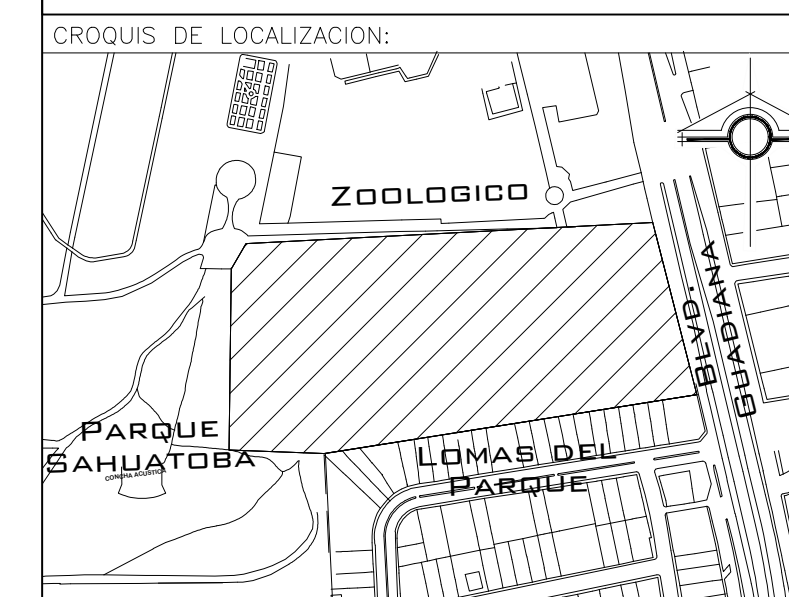 CROQUIS DE LOCALIZACION:
ZOOLOGICO
BLVD.
GUADIANA
PARQUE
SAHUATOBA
CONCHA ACUSTICA
LOMAS DEL
PARQUE